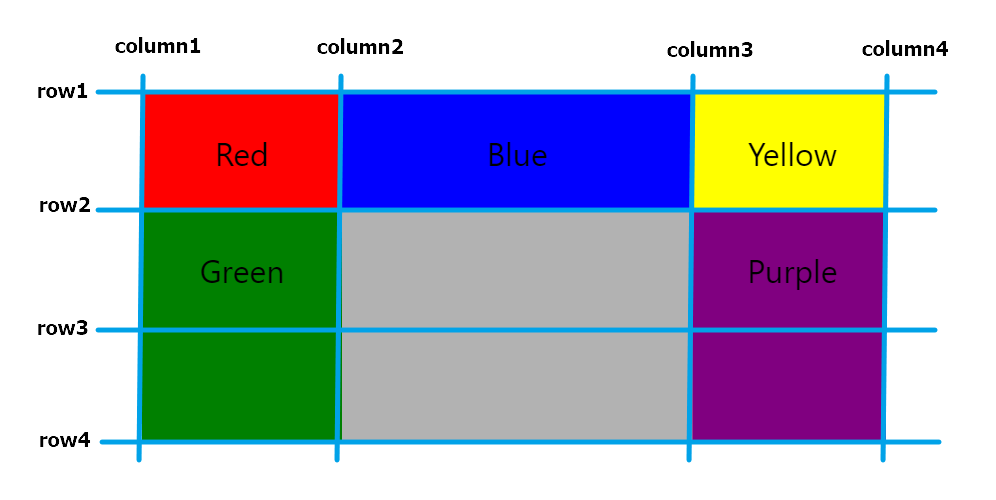 column1
column2
column3
column4
row1
Red
Blue
Yellow
row2
Green
Purple
row3
row4